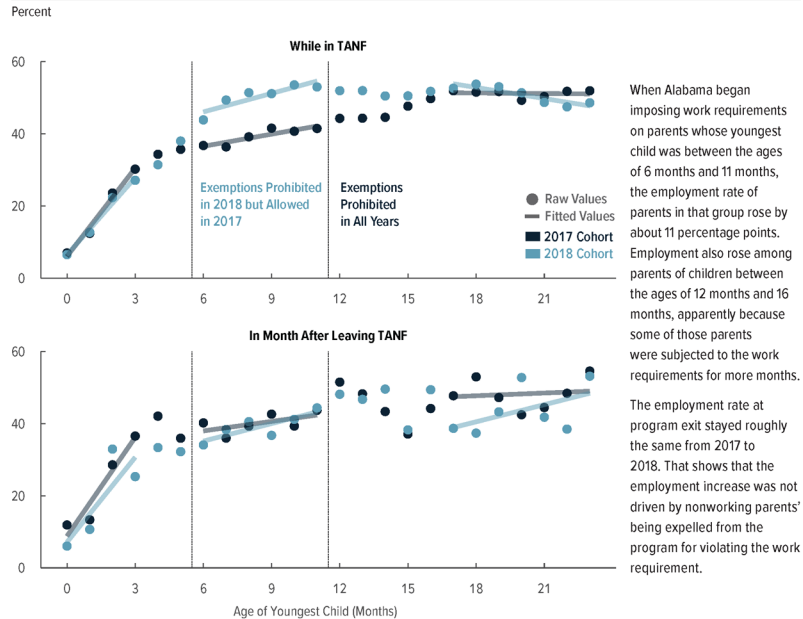 Percent
While in TANF
60
40
20
0
Exemptions Prohibited
in 2018 but Allowed
in 2017
Exemptions
Prohibited
in All Years
Raw Values
Fitted Values
2017 Cohort
2018 Cohort
0 3 6 9 12 15 18 21
In Month After Leaving TANF
60
40
20
0
0 3 6 9 12 15 18 21
Age of Youngest Child (Months)
When Alabama began
imposing work requirements
on parents whose youngest
child was between the ages
of 6 months and 11 months,
the employment rate of
parents in that group rose by
about 11 percentage points.
Employment also rose among
parents of children between
the ages of 12 months and 16
months, apparently because
some of those parents
were subjected to the work
requirements for more months.
The employment rate at
program exit stayed roughly
the same from 2017 to
2018. That shows that the
employment increase was not
driven by nonworking parents'
being expelled from the
program for violating the work
requirement.